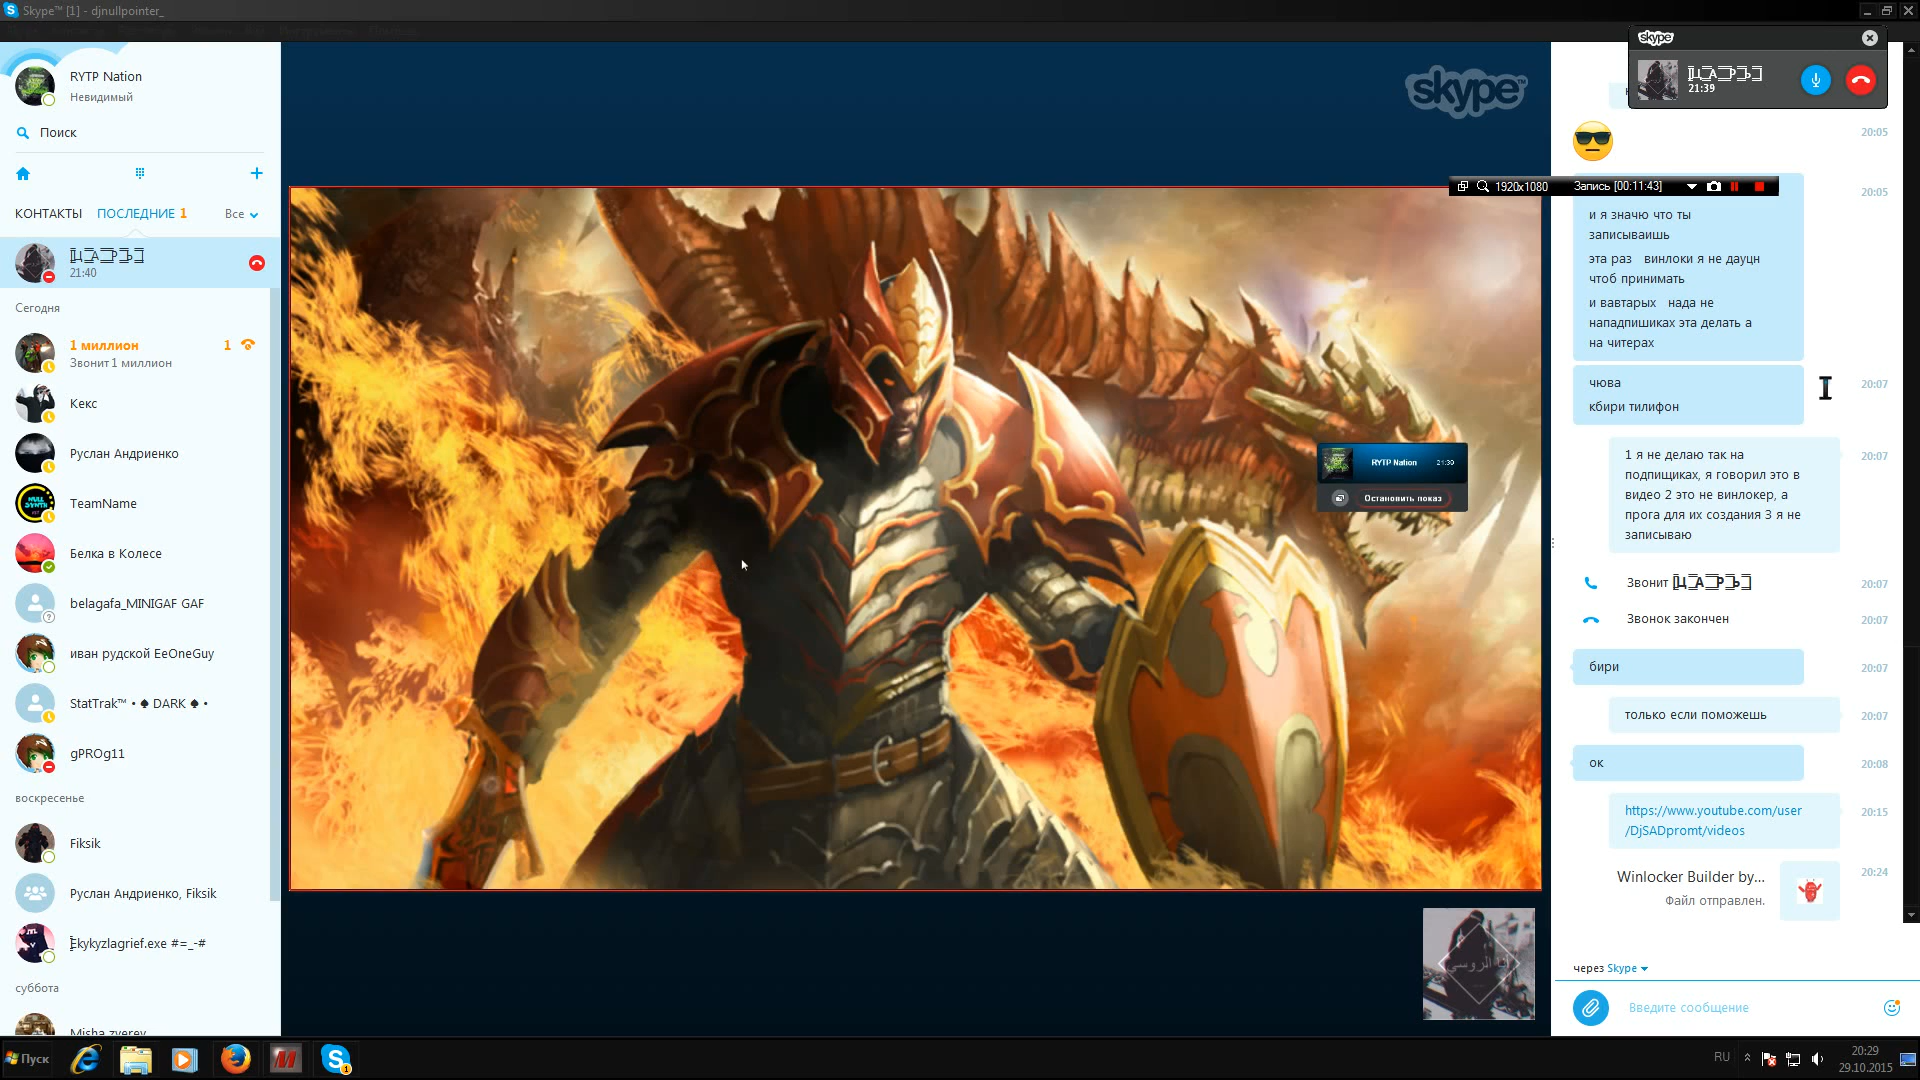 Skype™ [1] - djnullpointer_
RYTP Nation
Невидимый
Поиск
КОНТАКТЫ
ПОСЛЕДНИЕ 1
Все
[Ц][А][Р][Ъ]
21:40
Сегодня
1 миллион
1
Звонит 1 миллион
Кекс
Руслан Андриенко
TeamName
Белка в Колесе
belagafa_MINIGAF GAF
иван рудской EeOneGuy
StatTrak™ • ♠ DARK ♠ •
gPROg11
воскресенье
Fiksik
Руслан Андриенко, Fiksik
Ekykyzlagrief.exe #=_-#
суббота
Misha zverev
skype™
RYTP Nation 21:30
Остановить показ
skype
[Ц][А][Р][Ъ]
21:39
1920x1080 Запись [00:11:43]
20:05
20:05
и я значю что ты
записываишь
эта раз винлоки я не дауцн
чтоб принимать
и вавтарых нада не
нападпишиках эта делать а
на читерах
чюва
20:07
кбири тилифон
1 я не делаю так на
20:07
подпищиках, я говорил это в
видео 2 это не винлокер, а
прога для их создания 3 я не
записываю
Звонит [Ц][А][Р][Ъ]
20:07
Звонок закончен
20:07
бири
20:07
только если поможешь
20:07
ок
20:08
https://www.youtube.com/user
/DjSADpromt/videos
20:15
Winlocker Builder by...
20:24
Файл отправлен.
через Skype
Введите сообщение
Пуск
RU
20:29
29.10.2015